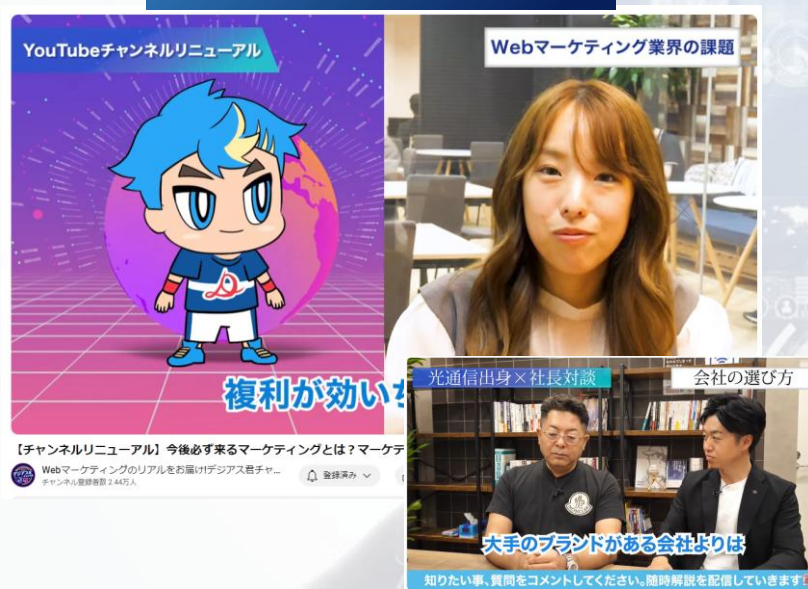 YouTubeチャンネルリニューアル
Webマーケティング業界の課題
複利が効いち
【チャンネルリニューアル】今後必ず来るマーケティングとは？マーケテ
Webマーケティングのリアルをお届け!デジアス君チャ...
チャンネル登録者数 2.44万人
登録済み
光通信出身×社長対談
会社の選び方
大手のブランドがある会社よりは
知りたい事、質問をコメントしてください。随時解説を配信していきます